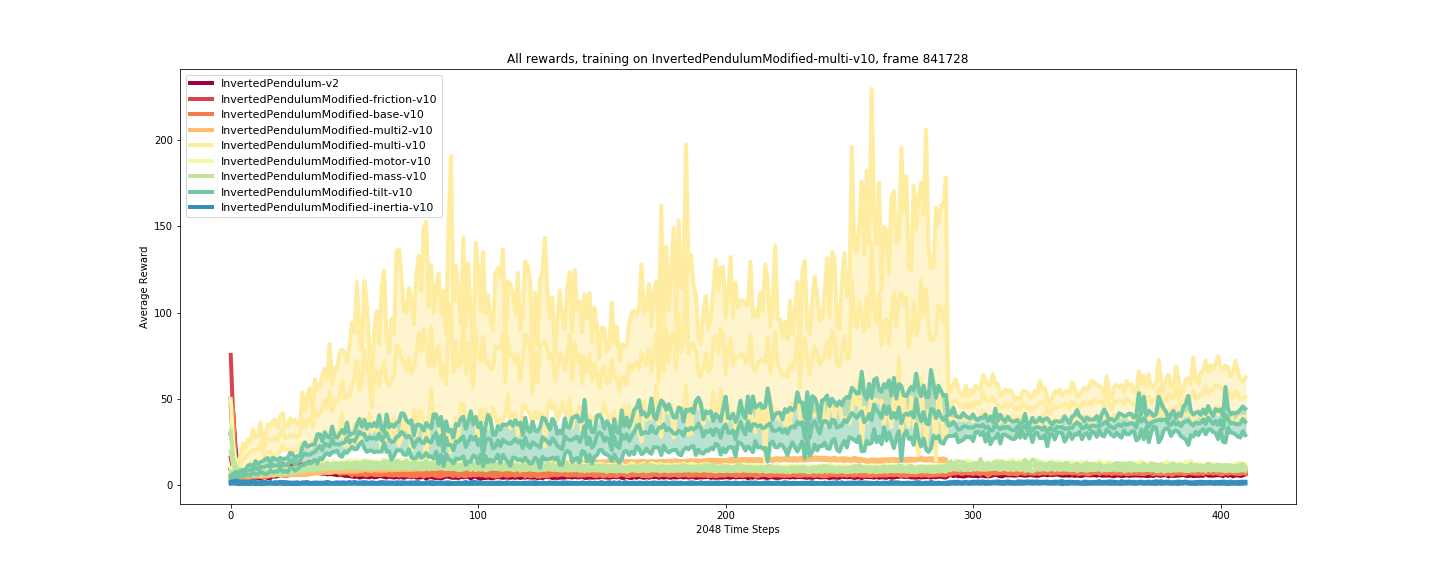 All rewards, training on InvertedPendulumModified-multi-v10, frame 841728
InvertedPendulum-v2
InvertedPendulumModified-friction-v10
InvertedPendulumModified-base-v10
InvertedPendulumModified-multi2-v10
InvertedPendulumModified-multi-v10
InvertedPendulumModified-motor-v10
InvertedPendulumModified-mass-v10
InvertedPendulumModified-tilt-v10
InvertedPendulumModified-inertia-v10
Average Reward
200
150
100
50
0
0 100 200 300 400
2048 Time Steps